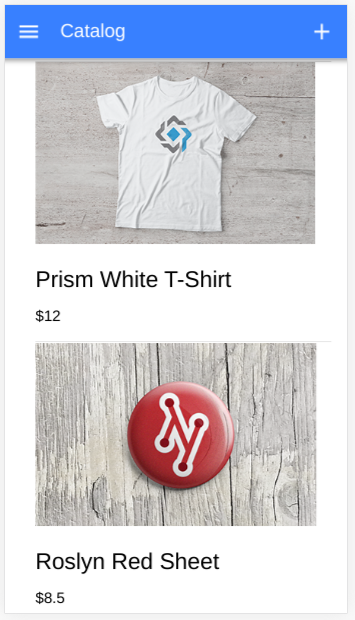 Catalog
Prism White T-Shirt
$12
Roslyn Red Sheet
$8.5